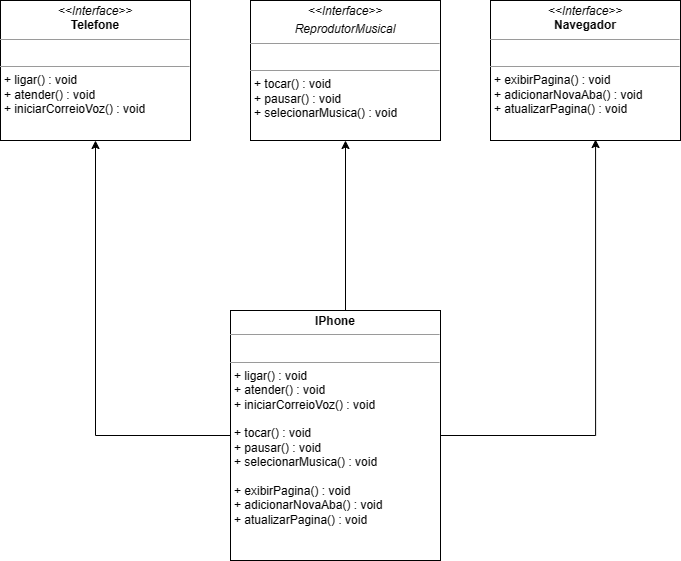 <<Interface>>
Telefone
+ ligar() : void
+ atender() : void
+ iniciarCorreioVoz() : void
<<Interface>>
ReprodutorMusical
+ tocar() : void
+ pausar() : void
+ selecionarMusica() : void
<<Interface>>
Navegador
+ exibirPagina() : void
+ adicionarNovaAba() : void
+ atualizarPagina() : void
IPhone
+ ligar() : void
+ atender() : void
+ iniciarCorreioVoz() : void
+ tocar() : void
+ pausar() : void
+ selecionarMusica() : void
+ exibirPagina() : void
+ adicionarNovaAba() : void
+ atualizarPagina() : void